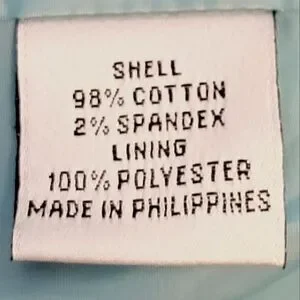 SHELL
98% COTTON
2% SPANDEX
LINING
100% POLYESTER
MADE IN PHILIPPINES